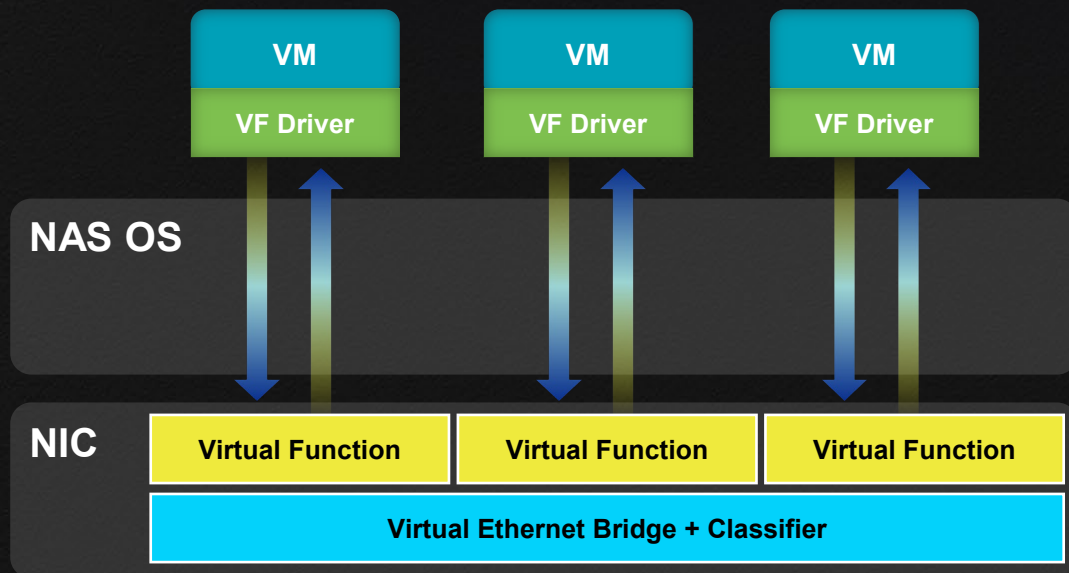 VM
VM
VM
VF Driver
VF Driver
VF Driver
NAS OS
NIC
Virtual Function
Virtual Function
Virtual Function
Virtual Ethernet Bridge + Classifier